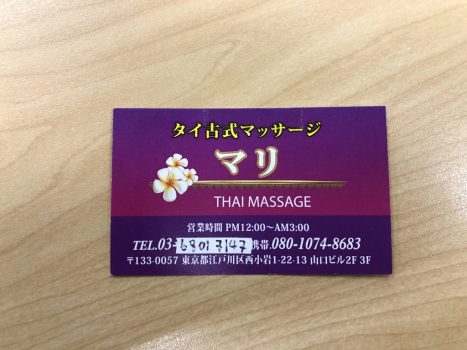 タイ古式マッサージ
マリ
THAI MASSAGE
営業時間 PM12:00～AM3:00
TEL.03-6801 3147 携帯.080-1074-8683
〒133-0057 東京都江戸川区西小岩1-22-13 山口ビル2F 3F